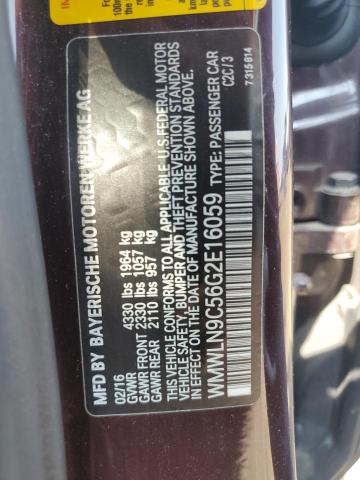 MFD BY BAYERISCHE MOTOREN WERKE AG
02/16
GVWR 4330 lbs 1964 kg
GAWR FRONT 2330 lbs 1057 kg
GAWR REAR 2110 lbs 957 kg
THIS VEHICLE CONFORMS TO ALL APPLICABLE U.S. FEDERAL MOTOR
VEHICLE SAFETY, BUMPER, AND THEFT PREVENTION STANDARDS IN
EFFECT ON THE DATE OF MANUFACTURE SHOWN ABOVE.
WMWLN9C56G2E16059 TYPE: PASSENGER CAR
C2C/3
7315614